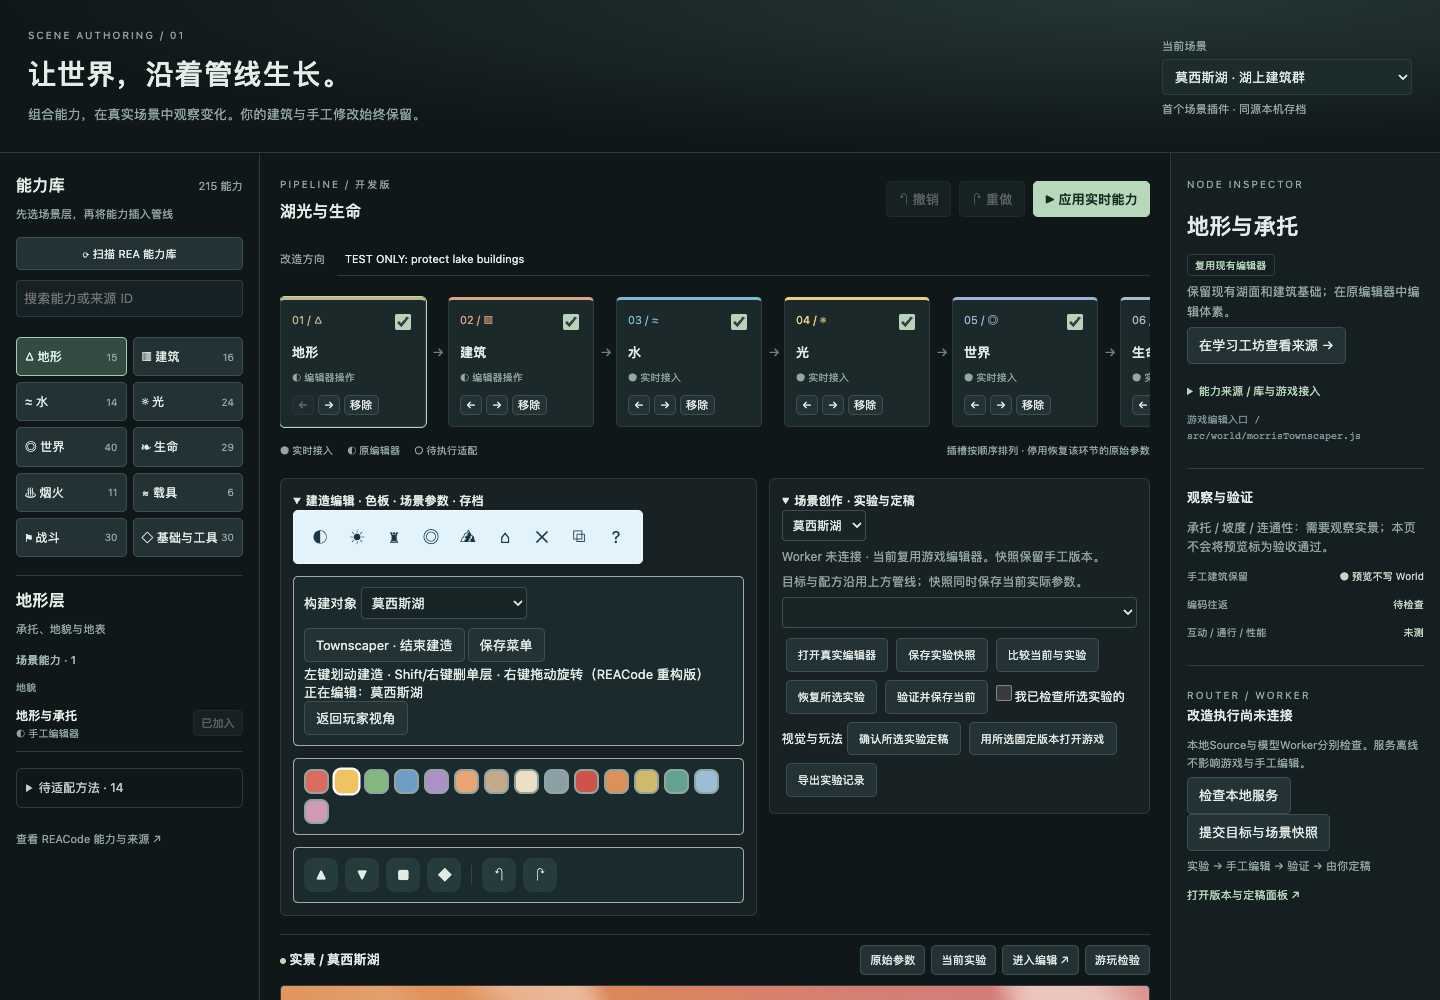 SCENE AUTHORING / 01
让世界，沿着管线生长。
组合能力，在真实场景中观察变化。你的建筑与手工修改始终保留。
当前场景
莫西斯湖 · 湖上建筑群
首个场景插件 · 同源本机存档
能力库
215 能力
先选场景层，再将能力插入管线
⟳ 扫描 REA 能力库
搜索能力或来源 ID
△ 地形 15
▥ 建筑 16
≈ 水 14
☀ 光 24
◎ 世界 40
❧ 生命 29
♨ 烟火 11
≋ 载具 6
⚑ 战斗 30
◇ 基础与工具 30
地形层
承托、地貌与地表
场景能力 · 1
地貌
地形与承托
已加入
◐ 手工编辑器
▶ 待适配方法 · 14
查看 REACode 能力与来源 ↗
PIPELINE / 开发版
湖光与生命
↶ 撤销
↷ 重做
▶ 应用实时能力
改造方向
TEST ONLY: protect lake buildings
01 / △
地形
◐ 编辑器操作
← → 移除
→
02 / ▥
建筑
◐ 编辑器操作
← → 移除
→
03 / ≈
水
● 实时接入
← → 移除
→
04 / ☀
光
● 实时接入
← → 移除
→
05 / ◎
世界
● 实时接入
← → 移除
→
06 /
← 
● 实时接入 ◐ 原编辑器 ○ 待执行适配
插槽按顺序排列 · 停用恢复该环节的原始参数
▼ 建造编辑 · 色板 · 场景参数 · 存档
?
构建对象 莫西斯湖
Townscaper · 结束建造
保存菜单
左键划动建造 · Shift/右键删单层 · 右键拖动旋转（REACode 重构版）
正在编辑：莫西斯湖
返回玩家视角
▼ 场景创作 · 实验与定稿
莫西斯湖
Worker 未连接 · 当前复用游戏编辑器。快照保留手工版本。
目标与配方沿用上方管线；快照同时保存当前实际参数。
打开真实编辑器
保存实验快照
比较当前与实验
恢复所选实验
验证并保存当前
我已检查所选实验的
视觉与玩法
确认所选实验定稿
用所选固定版本打开游戏
导出实验记录
实景 / 莫西斯湖
原始参数
当前实验
进入编辑 ↗
游玩检验
NODE INSPECTOR
地形与承托
复用现有编辑器
保留现有湖面和建筑基础；在原编辑器中编
辑体素。
在学习工坊查看来源 →
▶ 能力来源 / 库与游戏接入
游戏编辑入口 /
src/world/morrisTownscaper.js
观察与验证
承托 / 坡度 / 连通性：需要观察实景；本页
不会将预览标为验收通过。
手工建筑保留
● 预览不写 World
编码往返
待检查
互动 / 通行 / 性能
未测
ROUTER / WORKER
改造执行尚未连接
本地Source与模型Worker分别检查。服务离线
不影响游戏与手工编辑。
检查本地服务
提交目标与场景快照
实验 → 手工编辑 → 验证 → 由你定稿
打开版本与定稿面板 ↗